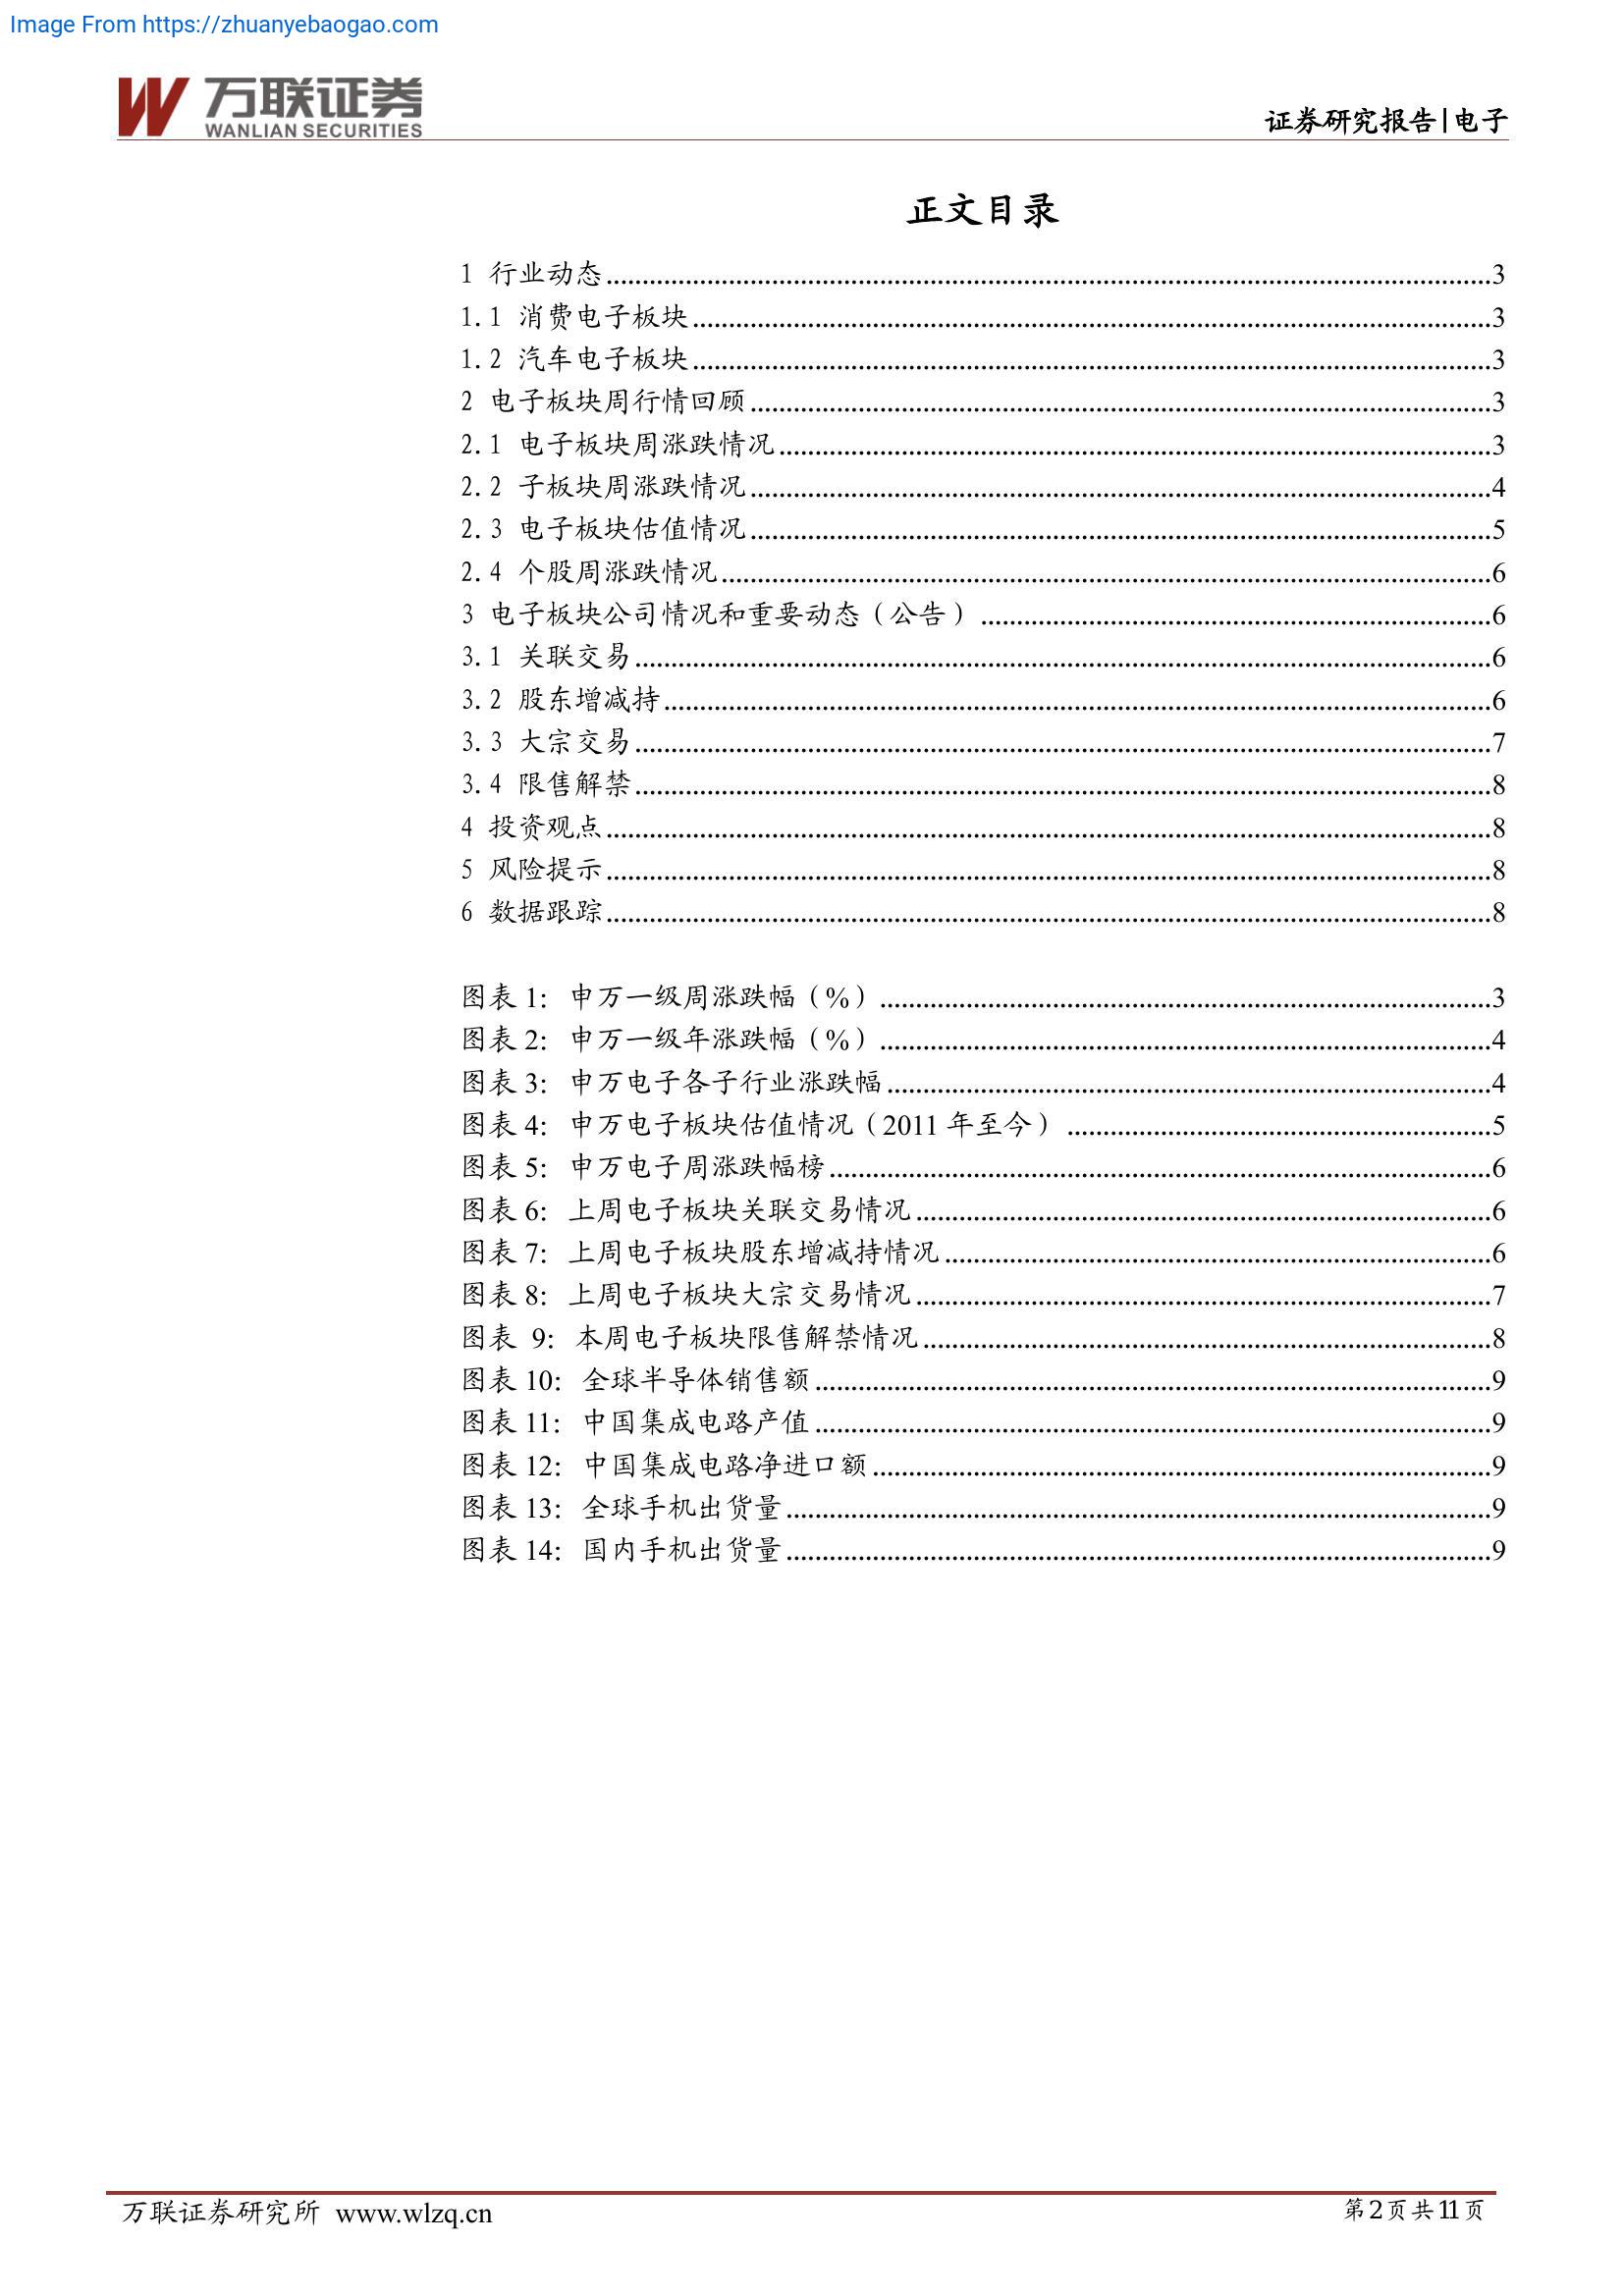 Image From https://zhuanyebaogao.com
万联证券
WANLIAN SECURITIES
证券研究报告|电子
正文目录
1 行业动态......3
1.1 消费电子板块......3
1.2 汽车电子板块......3
2 电子板块周行情回顾......3
2.1 电子板块周涨跌情况......3
2.2 子板块周涨跌情况......4
2.3 电子板块估值情况......5
2.4 个股周涨跌情况......6
3 电子板块公司情况和重要动态（公告）......6
3.1 关联交易......6
3.2 股东增减持......6
3.3 大宗交易......7
3.4 限售解禁......8
4 投资观点......8
5 风险提示......8
6 数据跟踪......8
图表 1：申万一级周涨跌幅（%）......3
图表 2：申万一级年涨跌幅（%）......4
图表 3：申万电子各子行业涨跌幅......4
图表 4：申万电子板块估值情况（2011 年至今）......5
图表 5：申万电子周涨跌幅榜......6
图表 6：上周电子板块关联交易情况......6
图表 7：上周电子板块股东增减持情况......6
图表 8：上周电子板块大宗交易情况......7
图表 9：本周电子板块限售解禁情况......8
图表 10：全球半导体销售额......9
图表 11：中国集成电路产值......9
图表 12：中国集成电路净进口额......9
图表 13：全球手机出货量......9
图表 14：国内手机出货量......9
万联证券研究所 www.wlzq.cn
第2页共11页